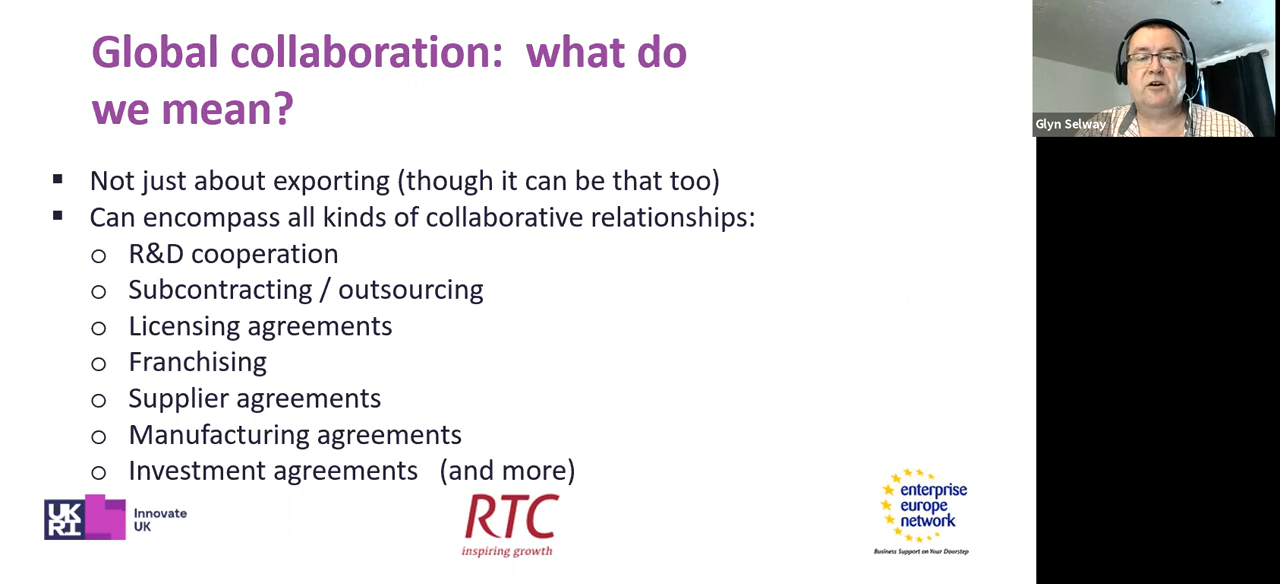 Global collaboration:  what do
we mean?
Glyn Selway
▪ Not just about exporting (though it can be that too)
▪ Can encompass all kinds of collaborative relationships:
o R&D cooperation
o Subcontracting / outsourcing
o Licensing agreements
o Franchising
o Supplier agreements
o Manufacturing agreements
o Investment agreements   (and more)
UK
RI
Innovate
UK
RTC
inspiring growth
enterprise
europe
network
Business Support on Your Doorstep